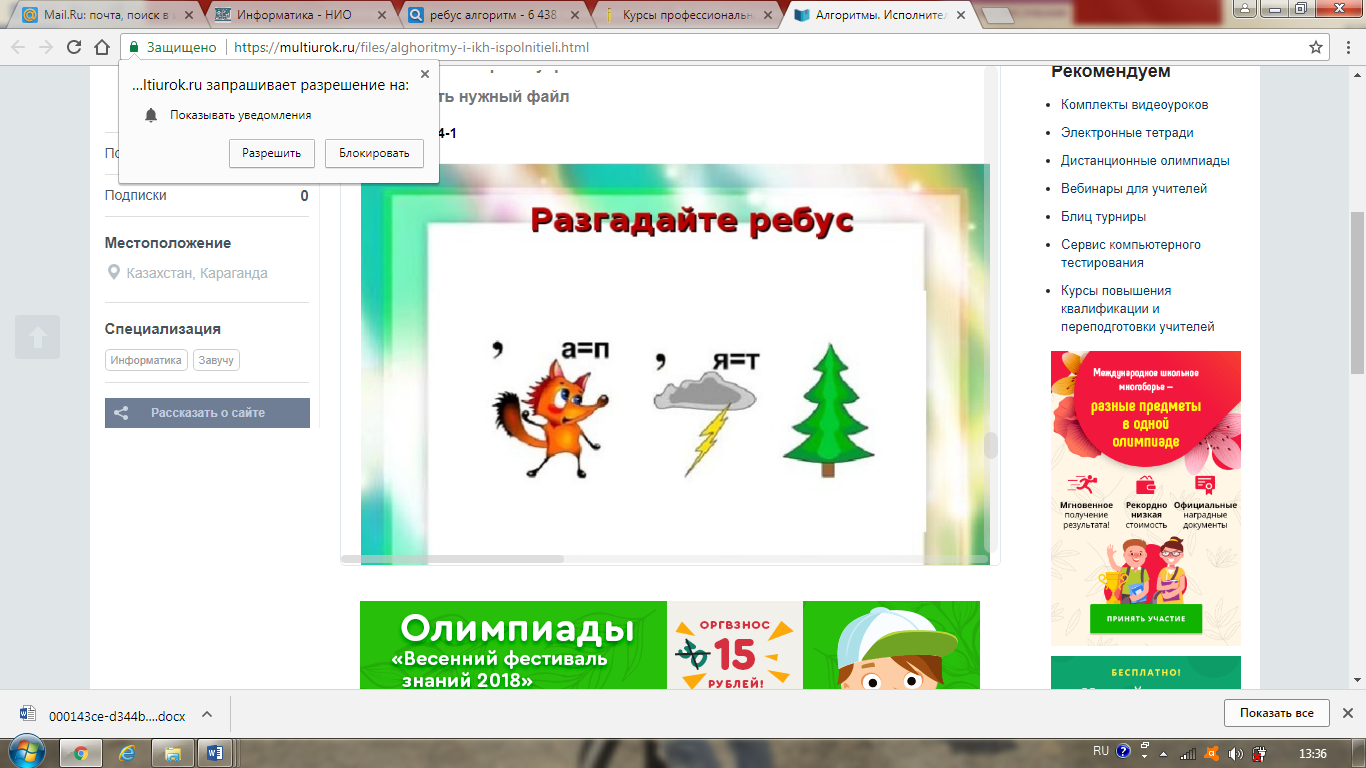 Mail.Ru: почта, поиск в
Информатика - НИО
ребус алгоритм - 6 438
Курсы профессиональн
Алгоритмы. Исполнител
Защищено
https://multiurok.ru/files/alghoritmy-i-ikh-ispolnitieli.html
...ltiurok.ru запрашивает разрешение на:
Показывать уведомления
Разрешить
Блокировать
ть нужный файл
4-1
Подписки 0
Местоположение
Казахстан, Караганда
Специализация
Информатика
Завучу
Рассказать о сайте
Разгадайте ребус
, а=п
, я=т
Рекомендуем
Комплекты видеоуроков
Электронные тетради
Дистанционные олимпиады
Вебинары для учителей
Блиц турниры
Сервис компьютерного
тестирования
Курсы повышения
квалификации и
переподготовки учителей
Международное школьное
многоборье –
разные предметы
в одной
олимпиаде
Мгновенное
получение
результата!
Рекордно
низкая
стоимость
Официальные
наградные
документы
ПРИНЯТЬ УЧАСТИЕ
БЕСПЛАТНО!
Олимпиады
«Весенний фестиваль
знаний 2018»
ОРГВЗНОС
30 15
РУБЛЕЙ!
000143ce-d344b....docx
Показать все
RU
13:36